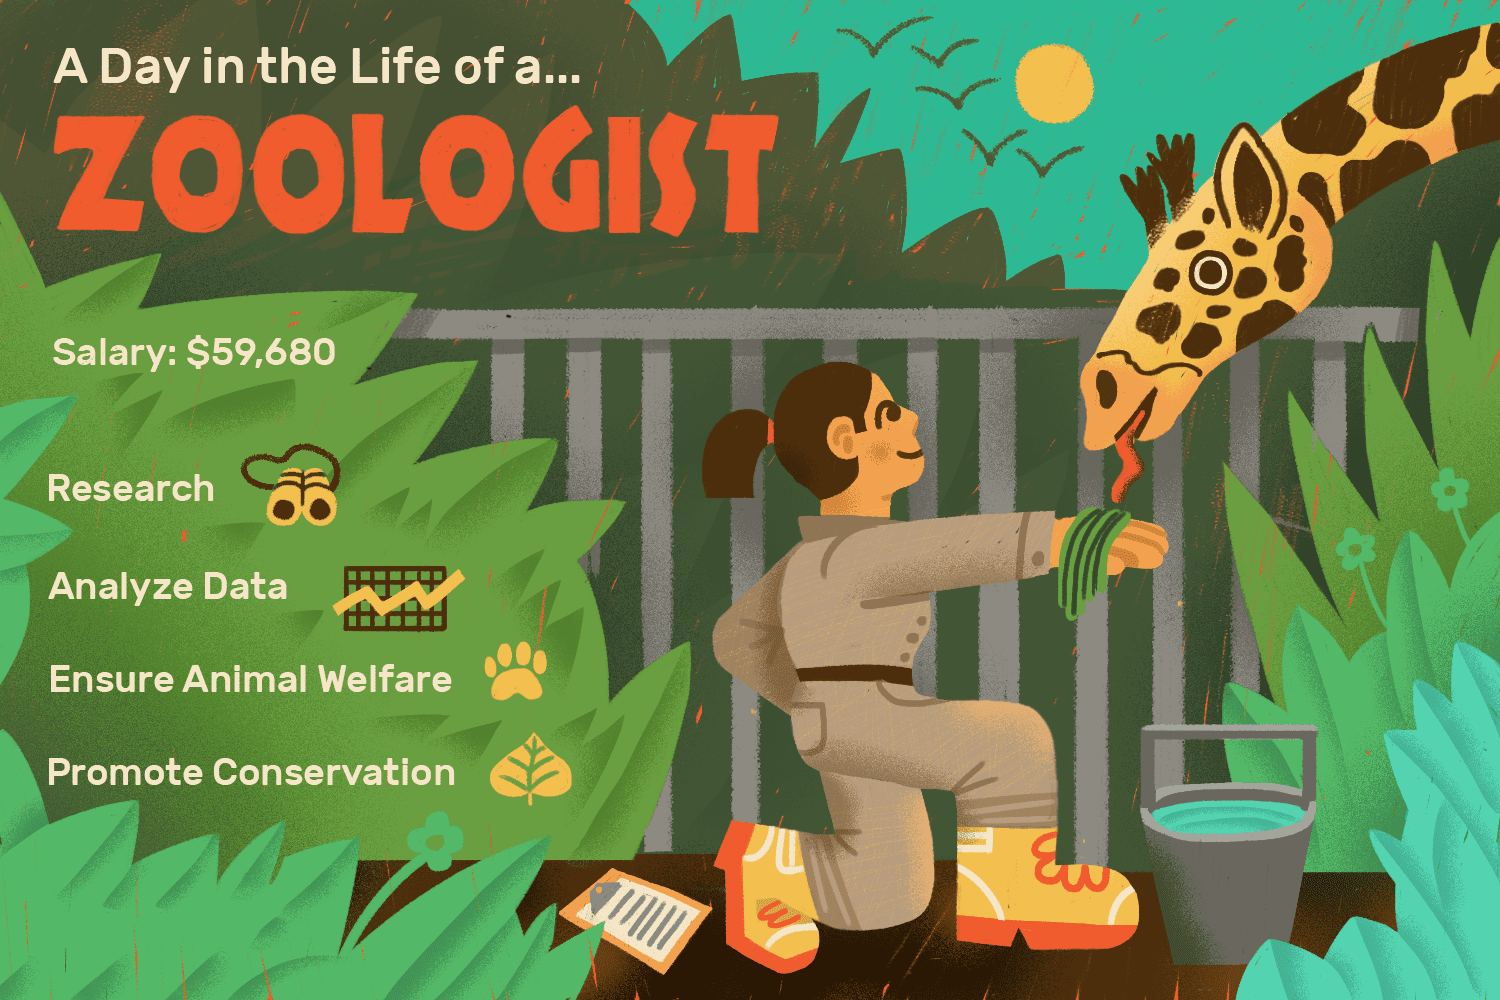 A Day in the Life of a...
ZOOLOGIST
Salary: $59,680
Research
Analyze Data
Ensure Animal Welfare
Promote Conservation